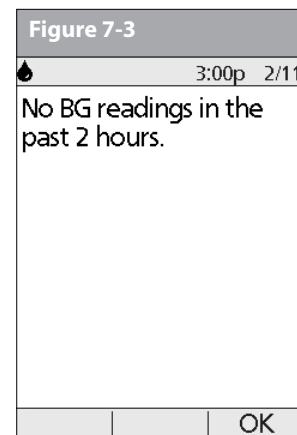 Figure 7-3
3:00p 2/11
No BG readings in the
past 2 hours.
OK